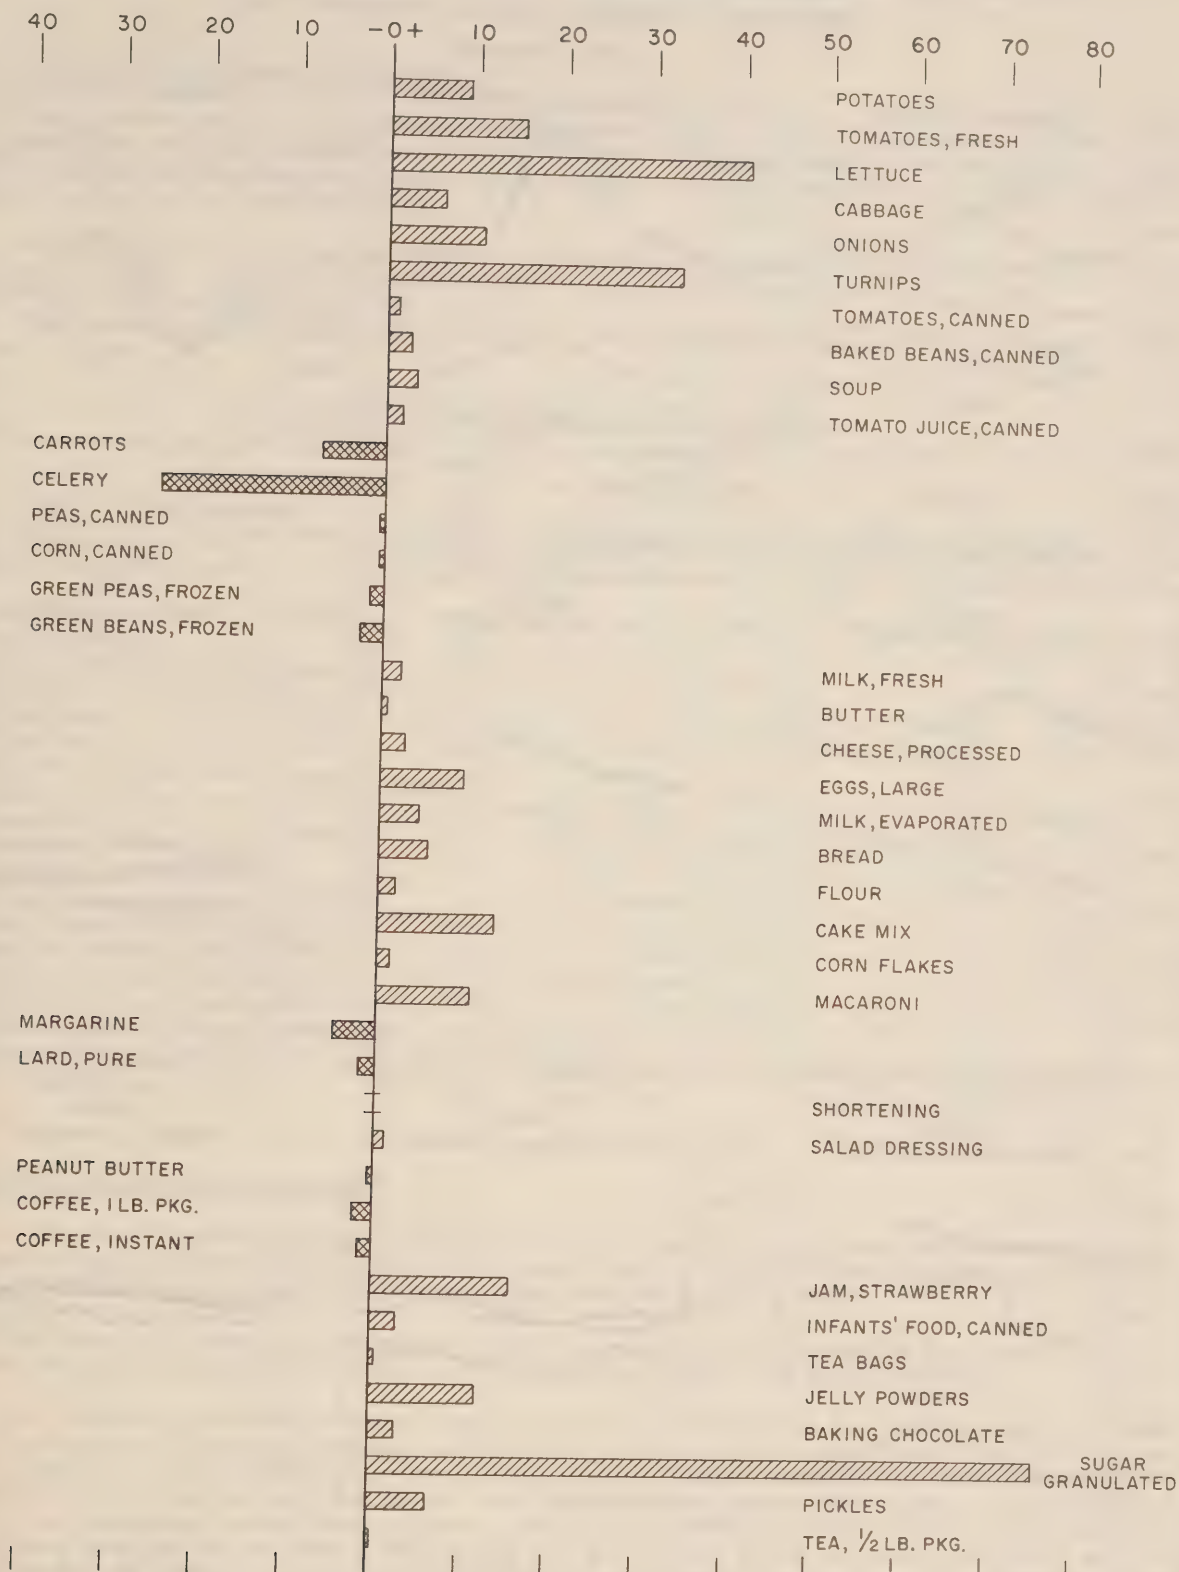 40 30 20 10 -0+ 10 20 30 40 50 60 70 80
POTATOES
TOMATOES, FRESH
LETTUCE
CABBAGE
ONIONS
TURNIPS
TOMATOES, CANNED
BAKED BEANS, CANNED
SOUP
TOMATO JUICE, CANNED
CARROTS
CELERY
PEAS, CANNED
CORN, CANNED
GREEN PEAS, FROZEN
GREEN BEANS, FROZEN
MILK, FRESH
BUTTER
CHEESE, PROCESSED
EGGS, LARGE
MILK, EVAPORATED
BREAD
FLOUR
CAKE MIX
CORN FLAKES
MACARONI
MARGARINE
LARD, PURE
SHORTENING
SALAD DRESSING
PEANUT BUTTER
COFFEE, 1 LB. PKG.
COFFEE, INSTANT
JAM, STRAWBERRY
INFANTS' FOOD, CANNED
TEA BAGS
JELLY POWDERS
BAKING CHOCOLATE
SUGAR
GRANULATED
PICKLES
TEA, 1/2 LB. PKG.